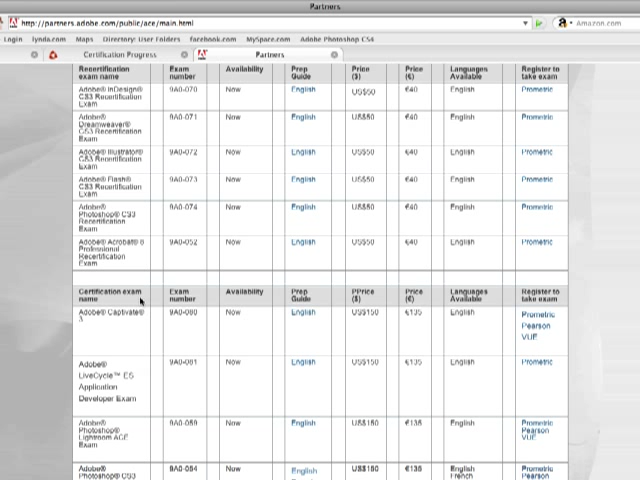 Partners
http://partners.adobe.com/public/ace/main.html
Amazon.com
Login lynda.com Maps Directory: User Folders facebook.com MySpace.com Adobe Photoshop CS4
Certification Progress Partners
Recertification exam name Exam number Availability Prep Guide Price ($) Price (€) Languages Available Register to take exam
Adobe® InDesign® CS3 Recertification Exam 9A0-070 Now English US$50 €40 English Prometric
Adobe® Dreamweaver® CS3 Recertification Exam 9A0-071 Now English US$50 €40 English Prometric
Adobe® Illustrator® CS3 Recertification Exam 9A0-072 Now English US$50 €40 English Prometric
Adobe® Flash® CS3 Recertification Exam 9A0-073 Now English US$50 €40 English Prometric
Adobe® Photoshop® CS3 Recertification Exam 9A0-074 Now English US$50 €40 English Prometric
Adobe® Acrobat® 8 Professional Recertification Exam 9A0-052 Now English US$50 €40 English Prometric
Certification exam name Exam number Availability Prep Guide PPrice ($) Price (€) Languages Available Register to take exam
Adobe® Captivate® 3 Now English US$150 €135 English Prometric Pearson VUE
Adobe® LiveCycle™ ES Application Developer Exam Now English US$150 €135 English Prometric
Adobe® Photoshop® Lightroom ACE Exam 9A0-059 Now English US$150 €135 English Prometric Pearson VUE
Adobe® Photoshop® CS3 Now English US$150 €135 English French Prometric Pearson